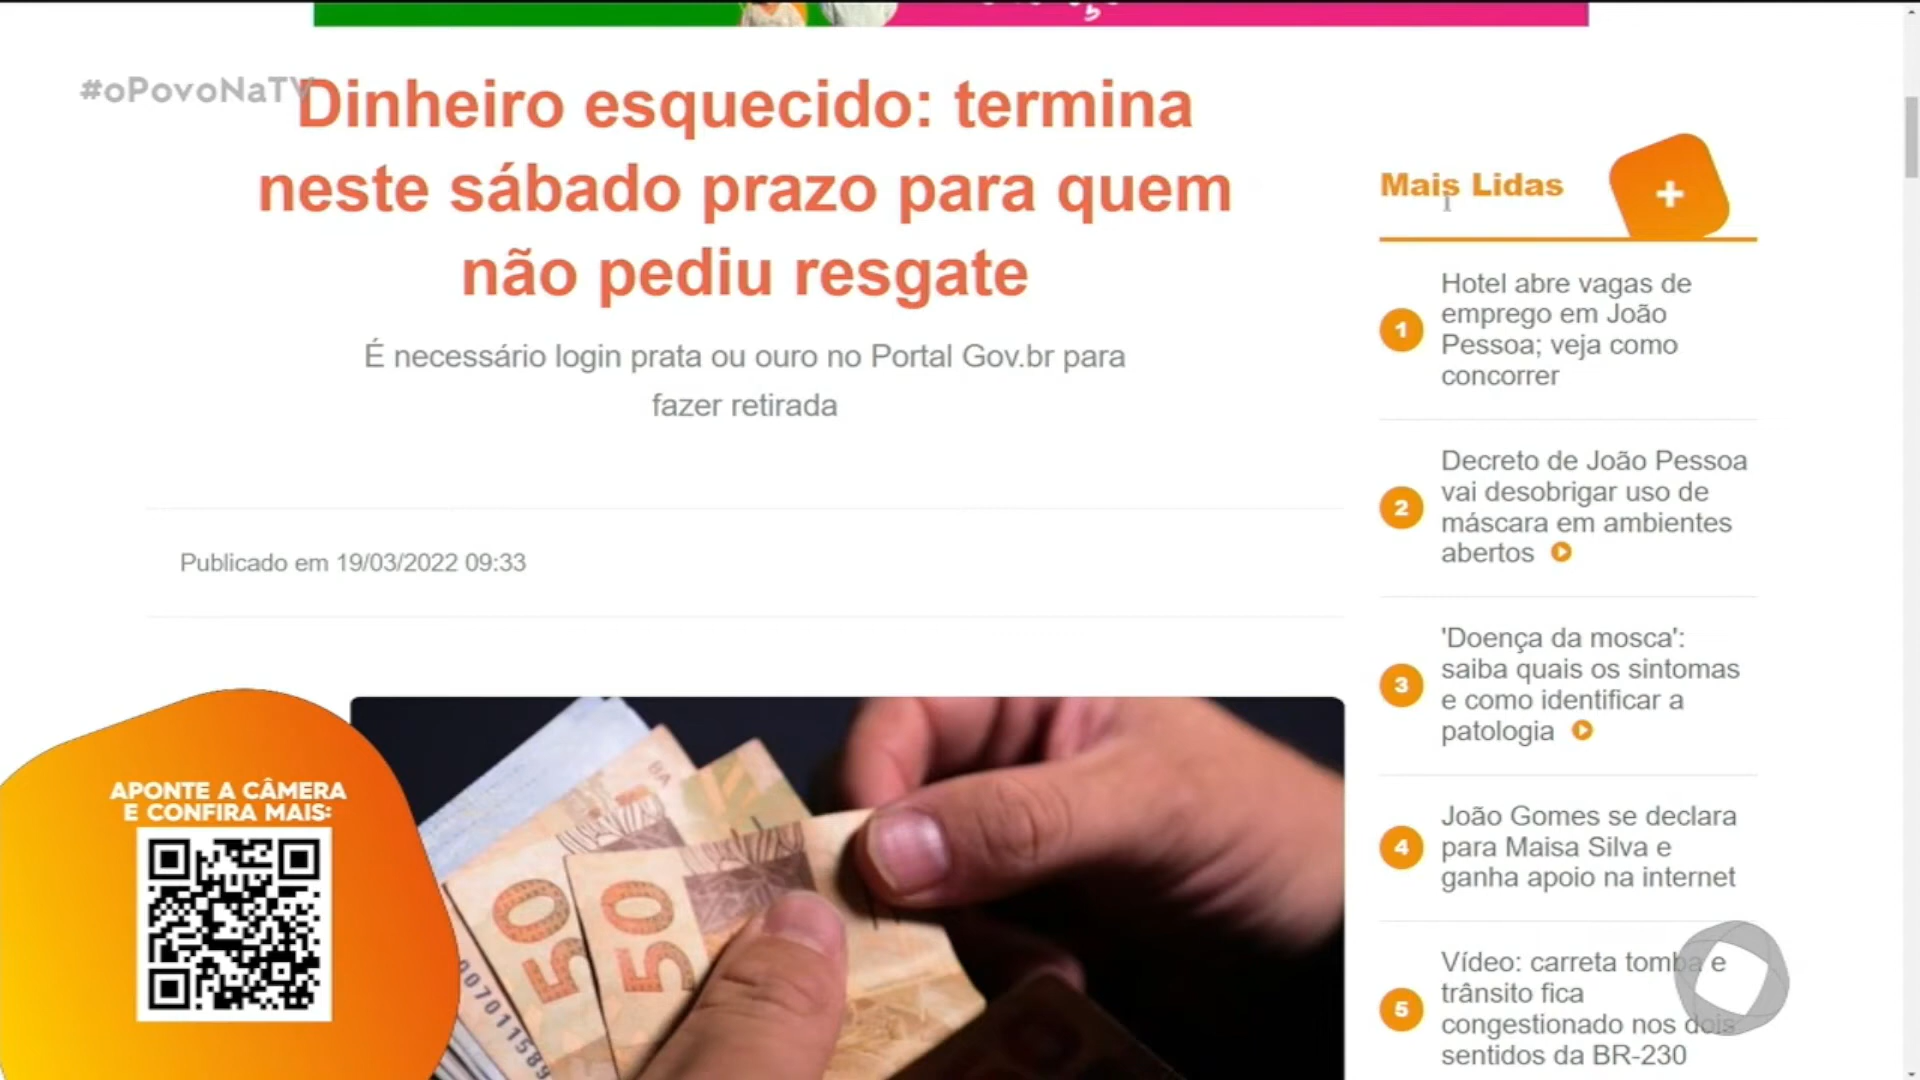 #oPovoNaTV
Dinheiro esquecido: termina
neste sábado prazo para quem
não pediu resgate
É necessário login prata ou ouro no Portal Gov.br para
fazer retirada
Publicado em 19/03/2022 09:33
APONTE A CÂMERA
E CONFIRA MAIS:
BA
50
50
007011589
Mais Lidas
+
1
Hotel abre vagas de
emprego em João
Pessoa; veja como
concorrer
2
Decreto de João Pessoa
vai desobrigar uso de
máscara em ambientes
abertos
3
'Doença da mosca':
saiba quais os sintomas
e como identificar a
patologia
4
João Gomes se declara
para Maisa Silva e
ganha apoio na internet
5
Vídeo: carreta tomba e
trânsito fica
congestionado nos dois
sentidos da BR-230